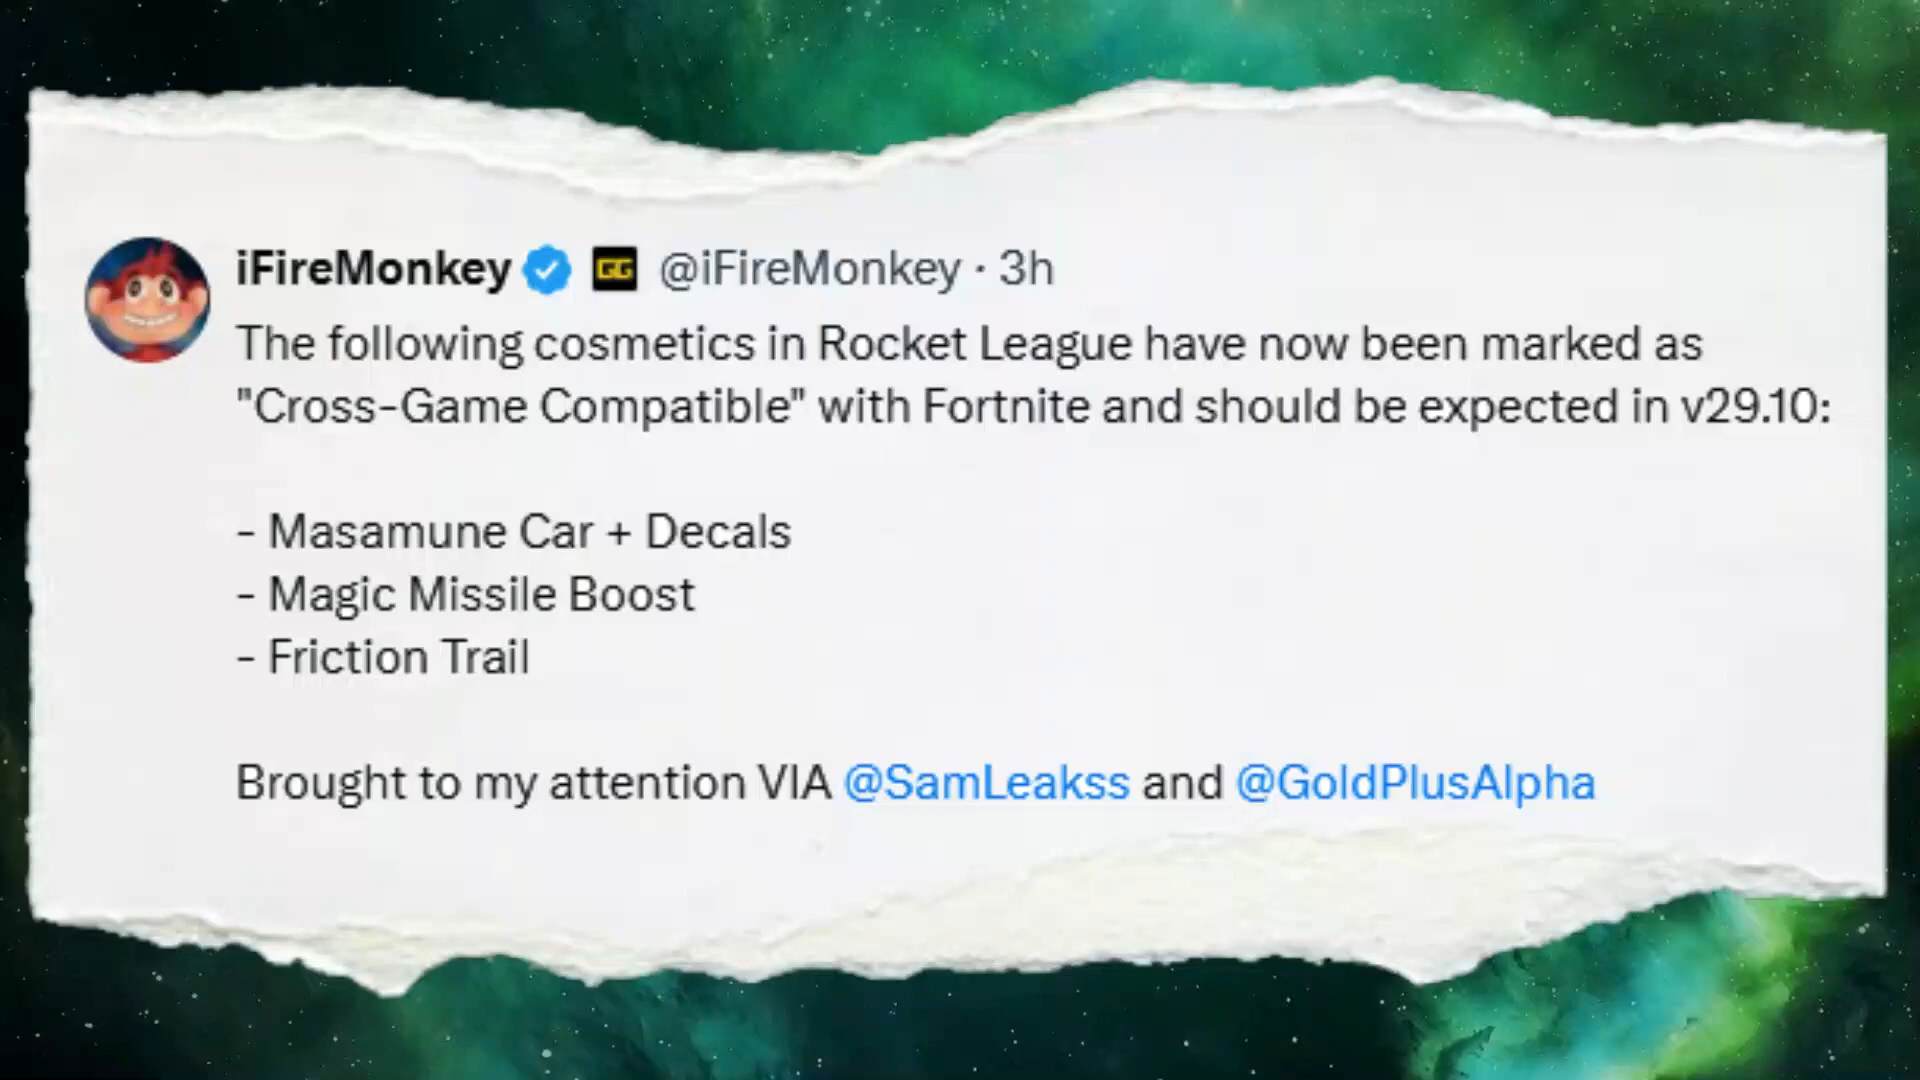 iFireMonkey GG @iFireMonkey · 3h
The following cosmetics in Rocket League have now been marked as
"Cross-Game Compatible" with Fortnite and should be expected in v29.10:
- Masamune Car + Decals
- Magic Missile Boost
- Friction Trail
Brought to my attention VIA @SamLeakss and @GoldPlusAlpha